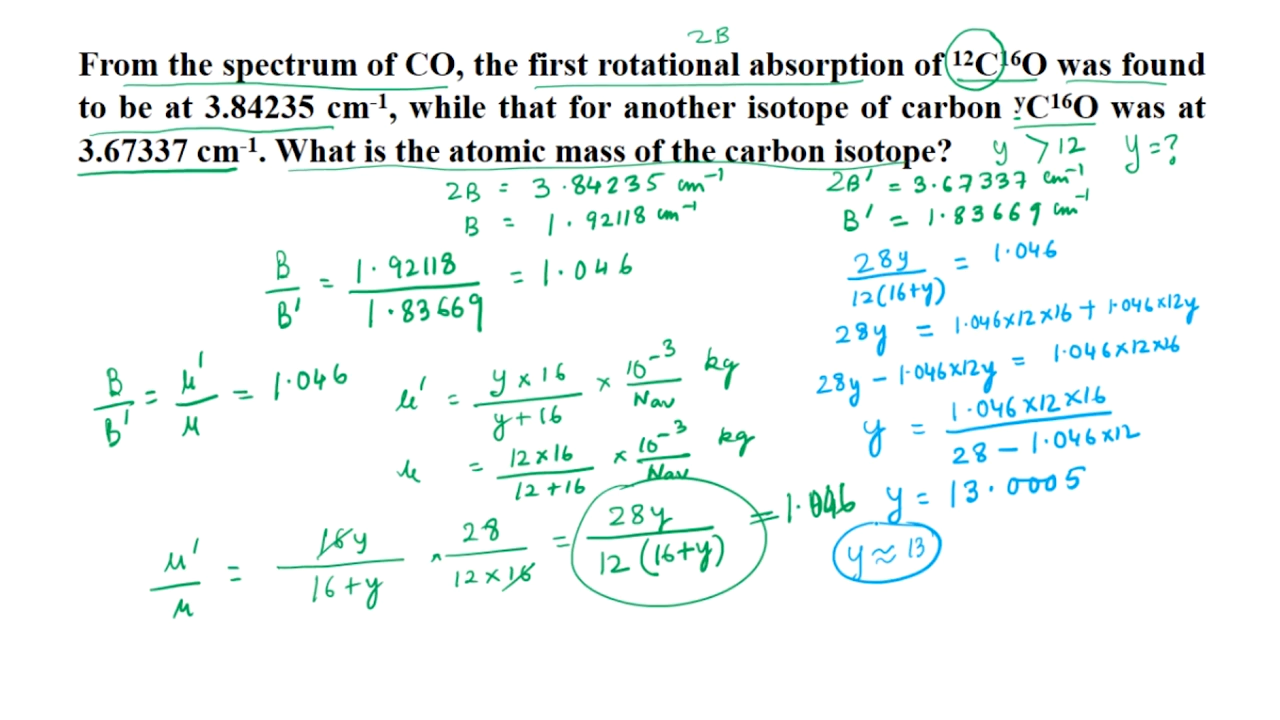 2B
From the spectrum of CO, the first rotational absorption of ¹²C¹⁶O was found
to be at 3.84235 cm⁻¹, while that for another isotope of carbon ʸC¹⁶O was at
3.67337 cm⁻¹. What is the atomic mass of the carbon isotope? y > 12 y = ?
2B = 3.84235 cm⁻¹
B = 1.92118 cm⁻¹
2B' = 3.67337 cm⁻¹
B' = 1.83669 cm⁻¹
B/B' = 1.92118/1.83669 = 1.046
B/B' = μ'/μ = 1.046
μ' = y×16/y+16 × 10⁻³/Nav kg
μ = 12×16/12+16 × 10⁻³/Nav kg
μ'/μ = 16y/16+y × 28/12×16 = 28y/12(16+y) = 1.046
28y/12(16+y) = 1.046
28y = 1.046×12×16 + 1.046×12y
28y − 1.046×12y = 1.046×12×16
y = 1.046×12×16/28 − 1.046×12
y = 13.0005
y ≈ 13